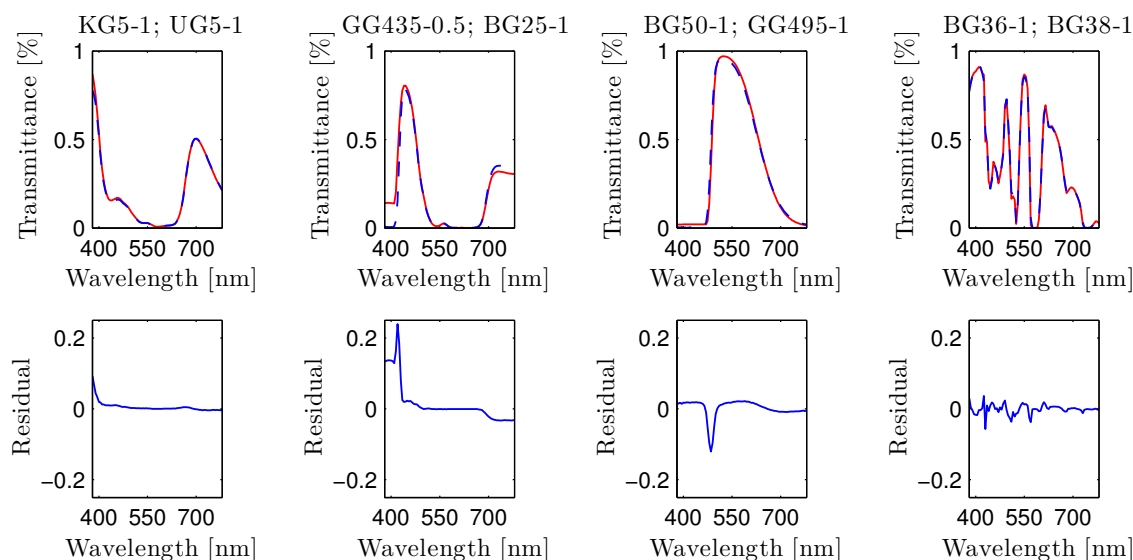 KG5-1; UG5-1
GG435-0.5; BG25-1
BG50-1; GG495-1
BG36-1; BG38-1
Transmittance [%]
1
0.5
0
400 550 700
Wavelength [nm]
Transmittance [%]
1
0.5
0
400 550 700
Wavelength [nm]
Transmittance [%]
1
0.5
0
400 550 700
Wavelength [nm]
Transmittance [%]
1
0.5
0
400 550 700
Wavelength [nm]
Residual
0.2
0
−0.2
400 550 700
Wavelength [nm]
Residual
0.2
0
−0.2
400 550 700
Wavelength [nm]
Residual
0.2
0
−0.2
400 550 700
Wavelength [nm]
Residual
0.2
0
−0.2
400 550 700
Wavelength [nm]